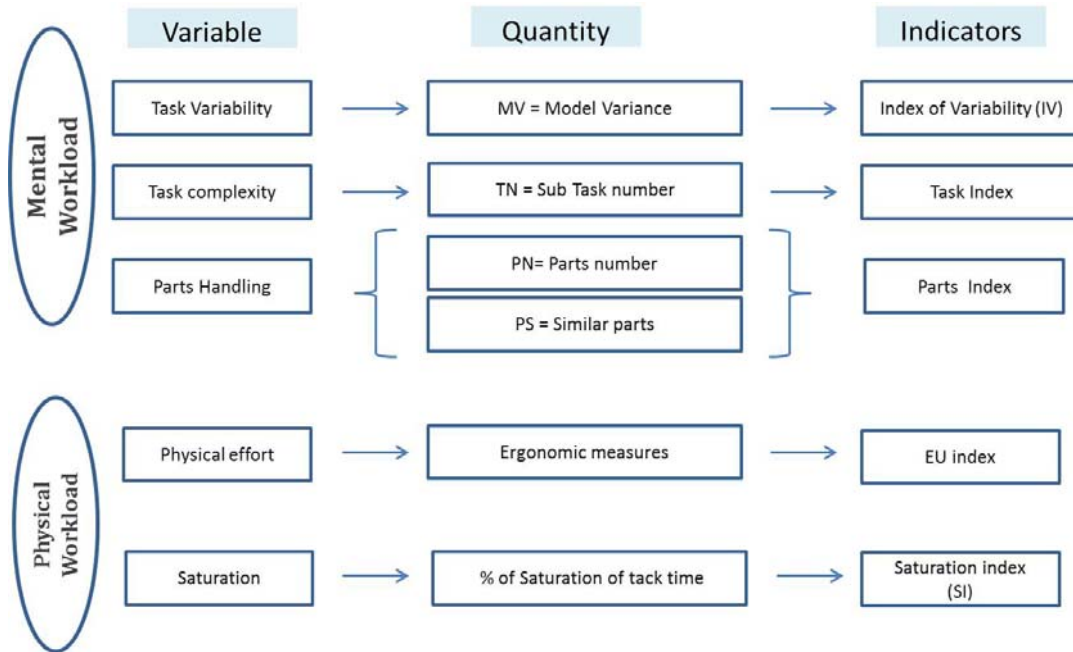 Variable
Quantity
Indicators
Mental
Workload
Task Variability
MV = Model Variance
Index of Variability (IV)
Task complexity
TN = Sub Task number
Task Index
Parts Handling
PN= Parts number
PS = Similar parts
Parts Index
Physical
Workload
Physical effort
Ergonomic measures
EU index
Saturation
% of Saturation of tack time
Saturation index
(SI)